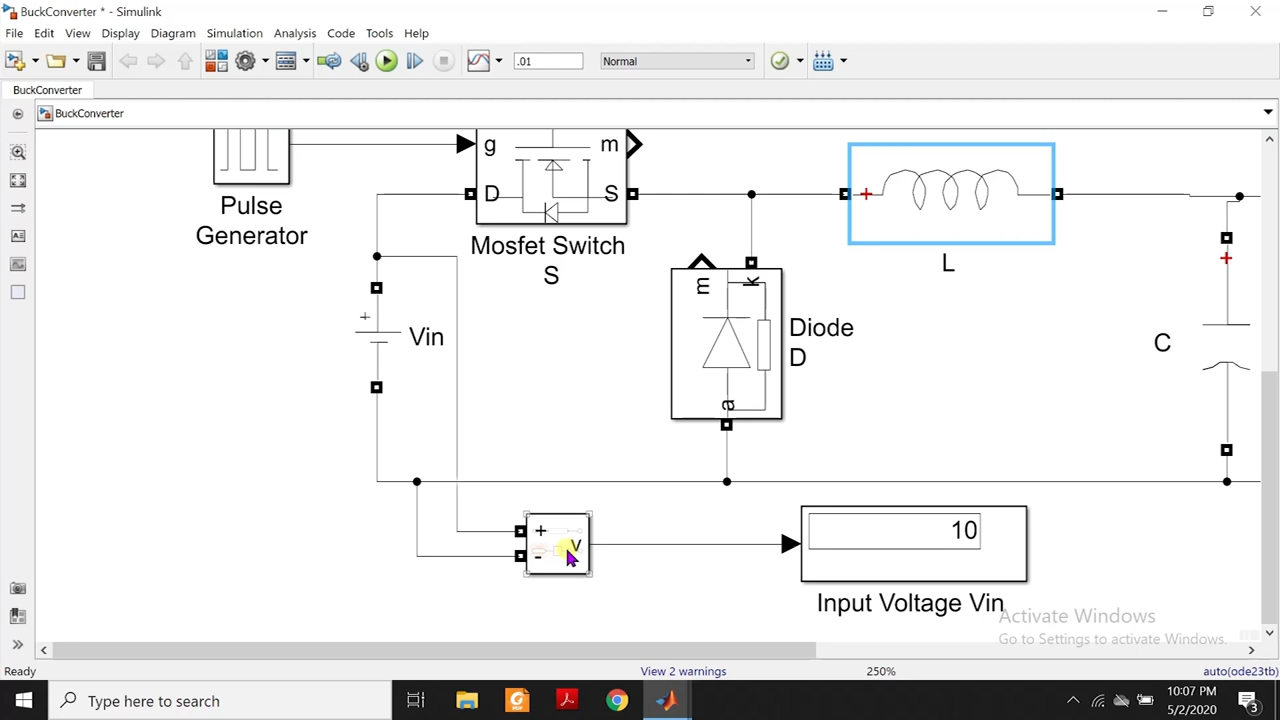 BuckConverter * - Simulink
File Edit View Display Diagram Simulation Analysis Code Tools Help
.01 Normal
BuckConverter
BuckConverter
g m
D S
Pulse
Generator
Mosfet Switch
S
+
L
+
+
Vin
m k
a
Diode
D
C
+ v
-
10
Input Voltage Vin
Activate Windows
Go to Settings to activate Windows.
Ready View 2 warnings 250% auto(ode23tb)
Type here to search
10:07 PM
5/2/2020
3